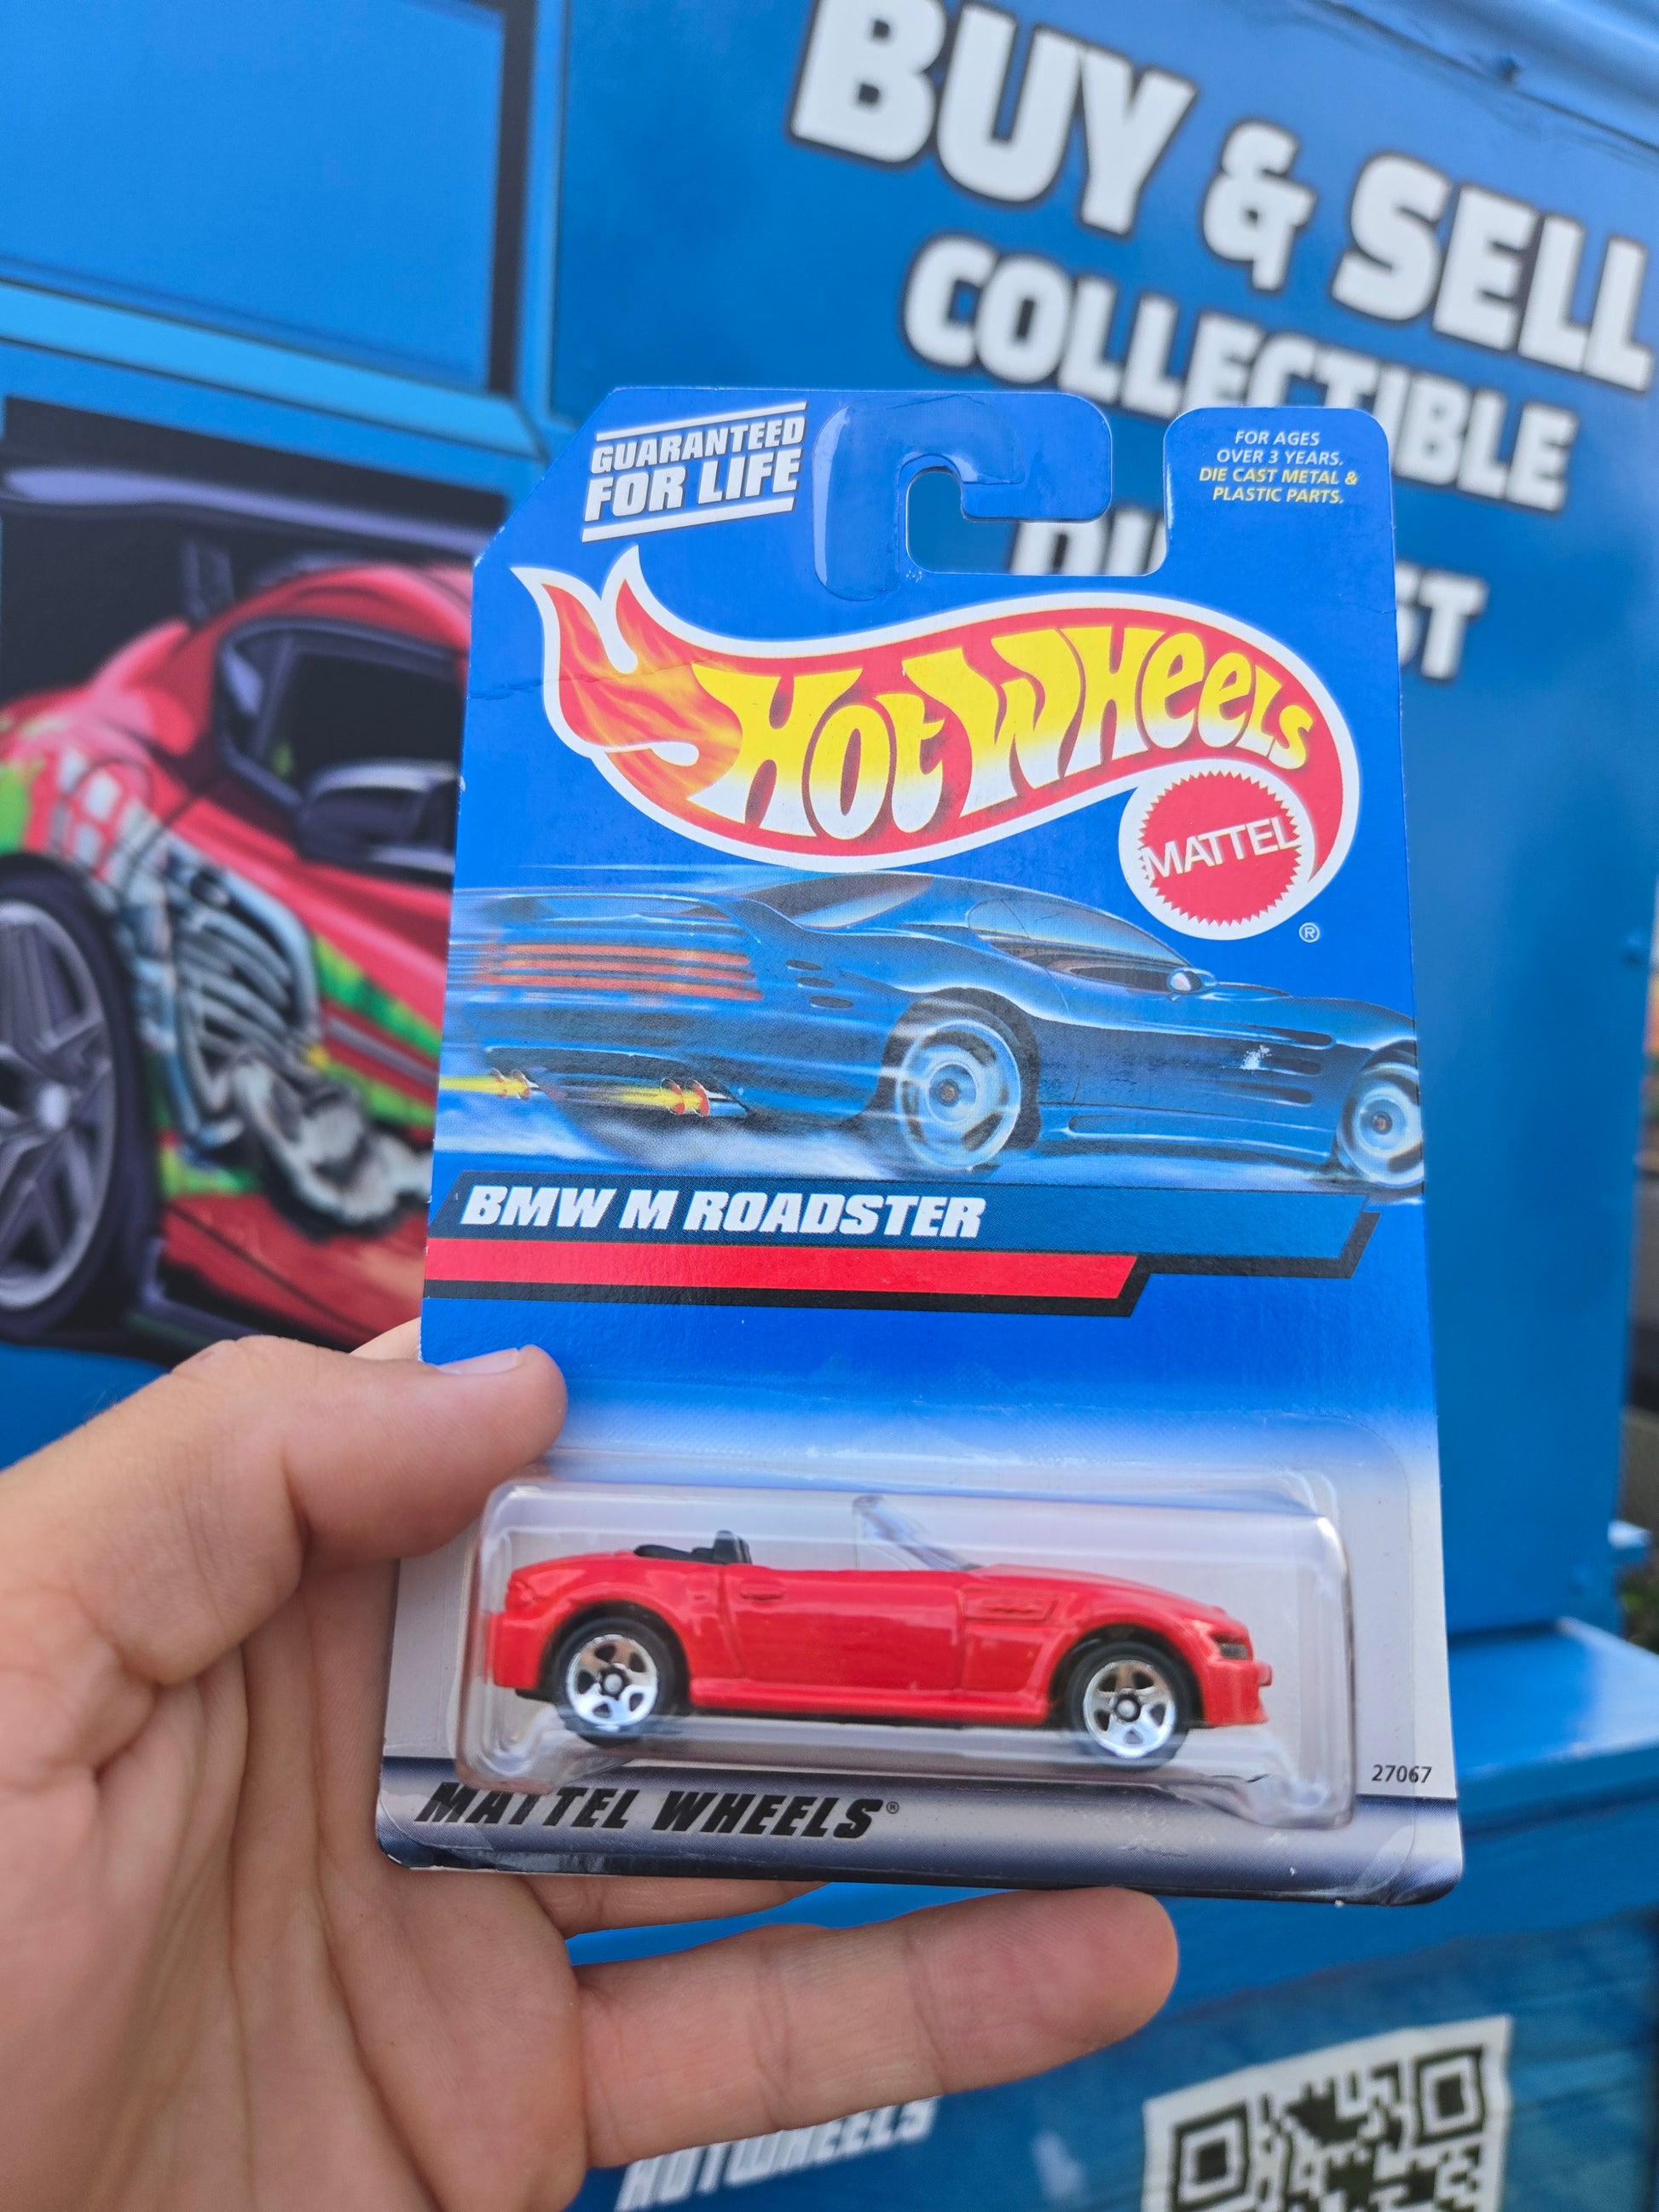 BUY & SELL
COLLECTIBLE
GUARANTEED
FOR LIFE
FOR AGES
OVER 3 YEARS.
DIE CAST METAL &
PLASTIC PARTS.
HOT WHEELS
MATTEL
®
BMW M ROADSTER
27067
MATTEL WHEELS®
HOTWHEELS